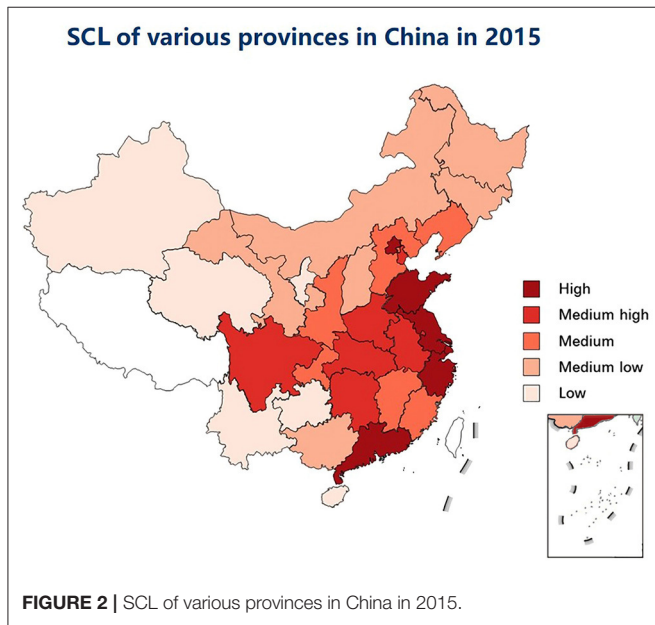 SCL of various provinces in China in 2015
High
Medium high
Medium
Medium low
Low
FIGURE 2 | SCL of various provinces in China in 2015.